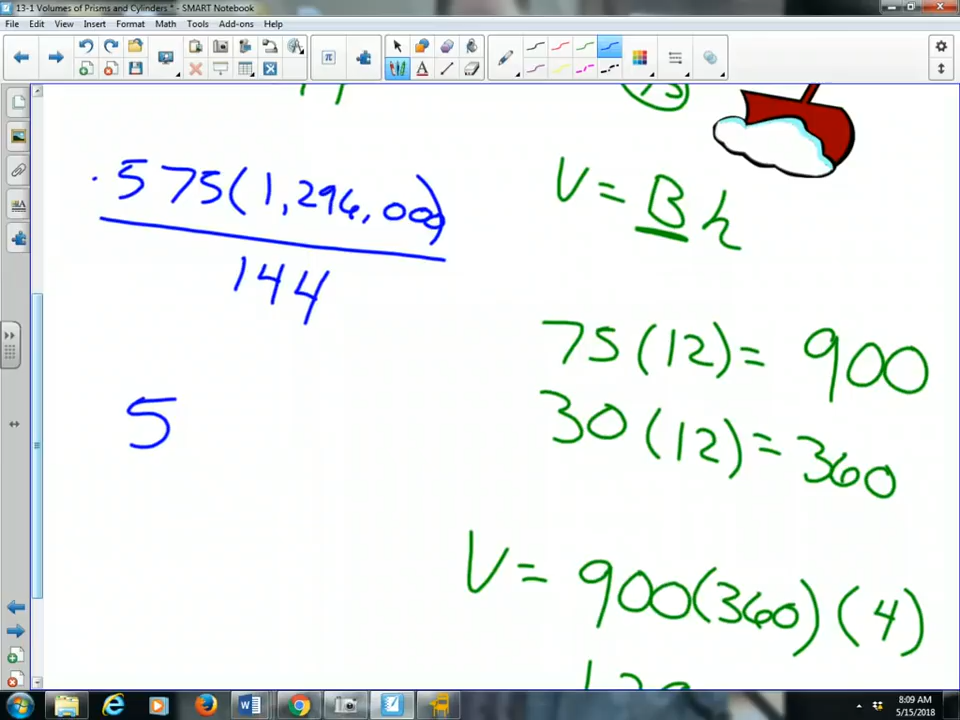 13-1 Volumes of Prisms and Cylinders * - SMART Notebook
File Edit View Insert Format Math Tools Add-ons Help
.575(1,296,000)
144
5
V = Bh
75(12) = 900
30(12) = 360
V = 900(360)(4)
8:09 AM
5/15/2018